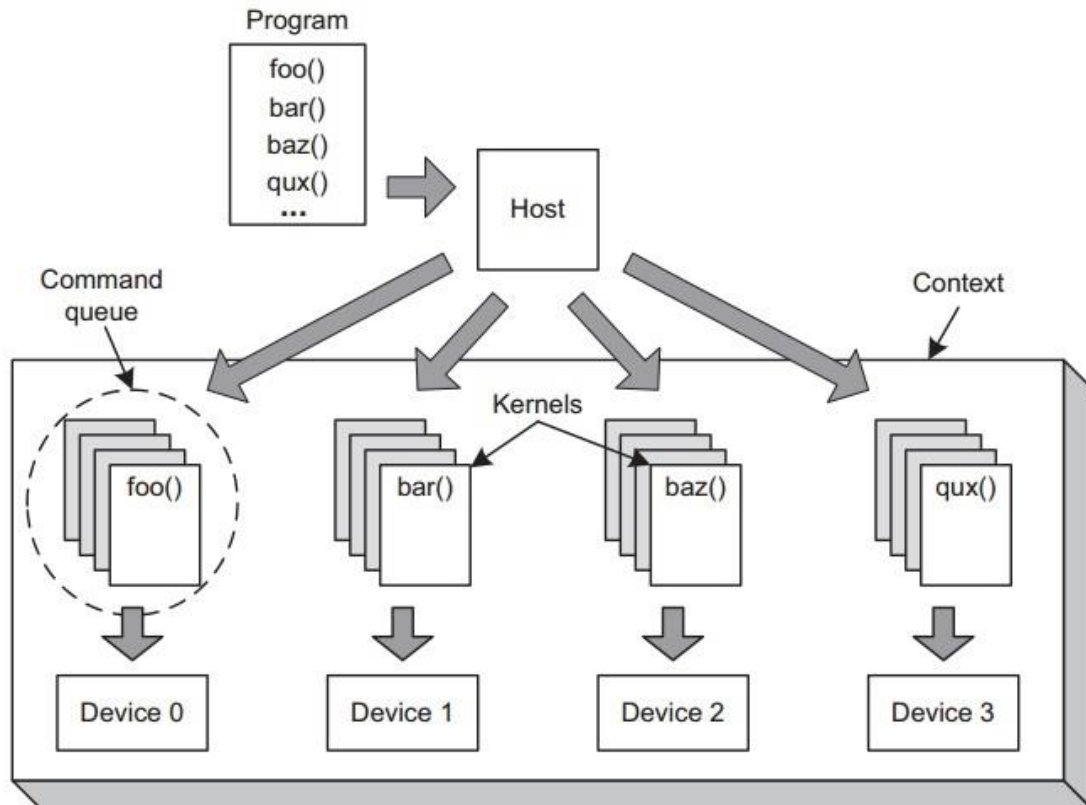 Program
foo()
bar()
baz()
qux()
...
Host
Command
queue
Context
Kernels
foo()
bar()
baz()
qux()
Device 0
Device 1
Device 2
Device 3